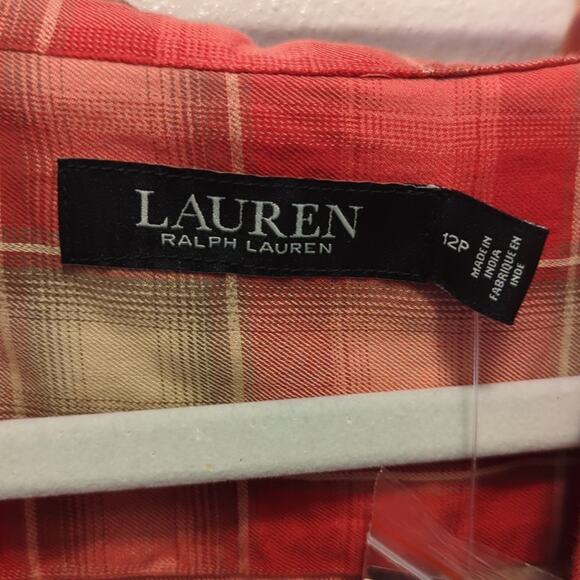 LAUREN
RALPH LAUREN
12P
MADE IN
INDIA
FABRIQUE EN
INDE